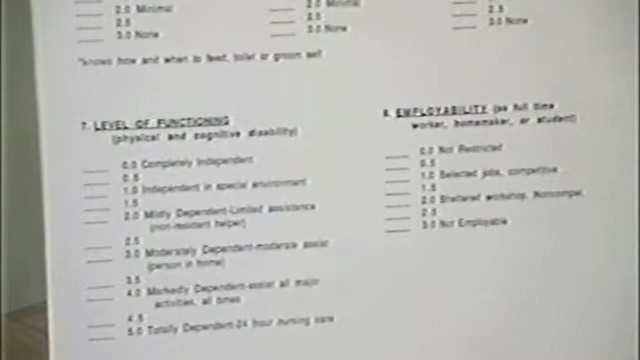 2.0 Minimal
2.5
3.0 None
2.0 Minimal
2.5
3.0 None
2.5
3.0 None
*knows how and when to feed, toilet or groom self
7. LEVEL OF FUNCTIONING
(physical and cognitive disability)
0.0 Completely Independent
0.5
1.0 Independent in special environment
1.5
2.0 Mildly Dependent-Limited assistance
(non-resident helper)
2.5
3.0 Moderately Dependent-moderate assist
(person in home)
3.5
4.0 Markedly Dependent-assist all major
activities, all times
4.5
5.0 Totally Dependent-24 hour nursing care
8. EMPLOYABILITY (as full time
worker, homemaker, or student)
0.0 Not Restricted
0.5
1.0 Selected jobs, competitive
1.5
2.0 Sheltered workshop, Noncompet.
2.5
3.0 Not Employable